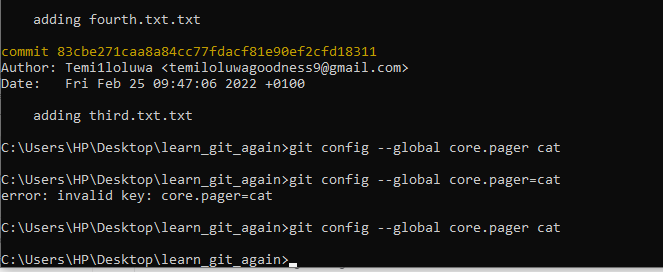 adding fourth.txt.txt
commit 83cbe271caa8a84cc77fdacf81e90ef2cfd18311
Author: Temi1loluwa <temiloluwagoodness9@gmail.com>
Date:   Fri Feb 25 09:47:06 2022 +0100
adding third.txt.txt
C:\Users\HP\Desktop\learn_git_again>git config --global core.pager cat
C:\Users\HP\Desktop\learn_git_again>git config --global core.pager=cat
error: invalid key: core.pager=cat
C:\Users\HP\Desktop\learn_git_again>git config --global core.pager cat
C:\Users\HP\Desktop\learn_git_again>